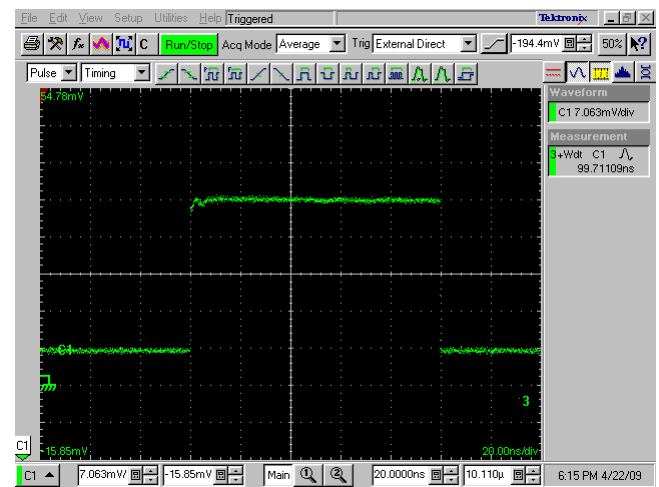 File Edit View Setup Utilities Help Triggered Tektronix
C Run/Stop Acq Mode Average Trig External Direct -194.4mV 50%
Pulse Timing
54.78mV
Waveform
C1 7.063mV/div
Measurement
3 +Wdt C1
99.71109ns
C1
3
C1
-15.85mV 20.00ns/div
C1 7.063mV/ -15.85mV Main 1 2 20.0000ns 10.110µ 6:15 PM 4/22/09